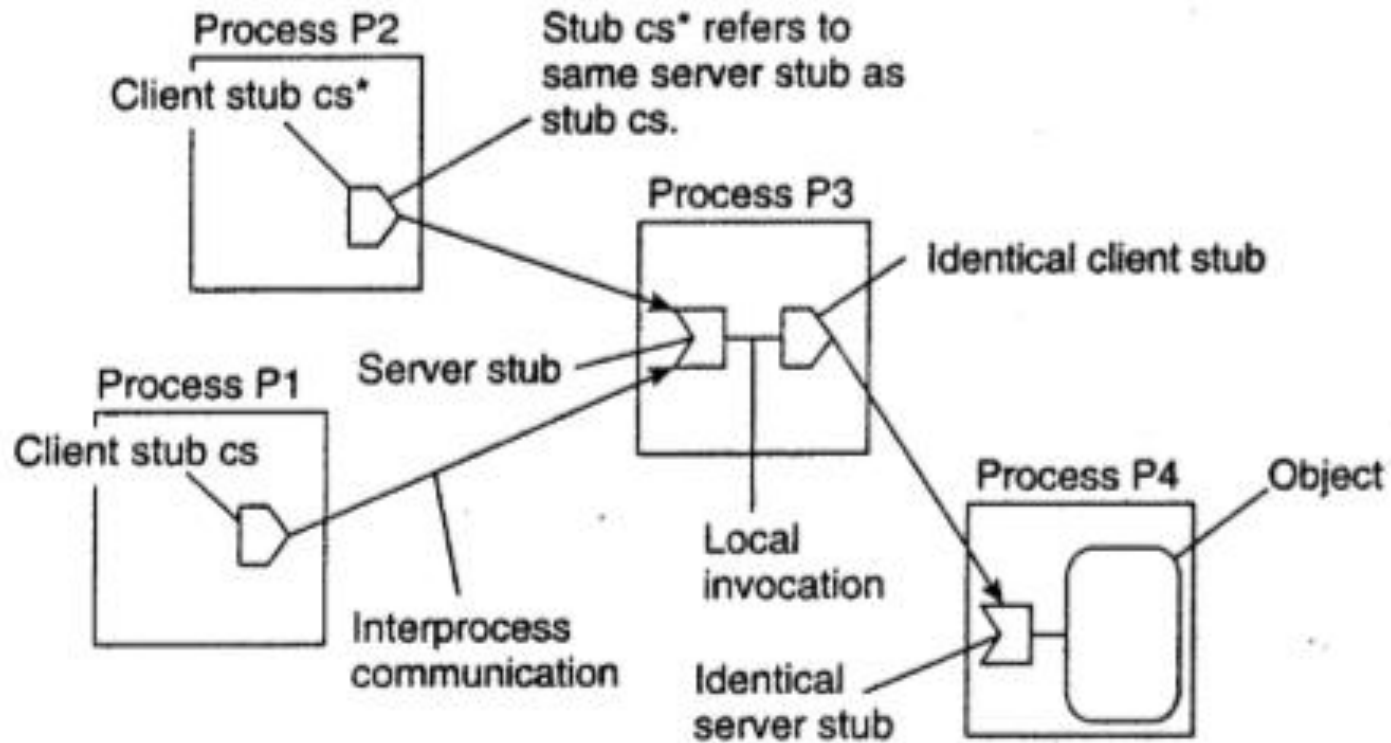 Process P2
Stub cs* refers to
same server stub as
stub cs.
Client stub cs*
Process P3
Identical client stub
Server stub
Process P1
Client stub cs
Process P4
Object
Local
invocation
Interprocess
communication
Identical
server stub